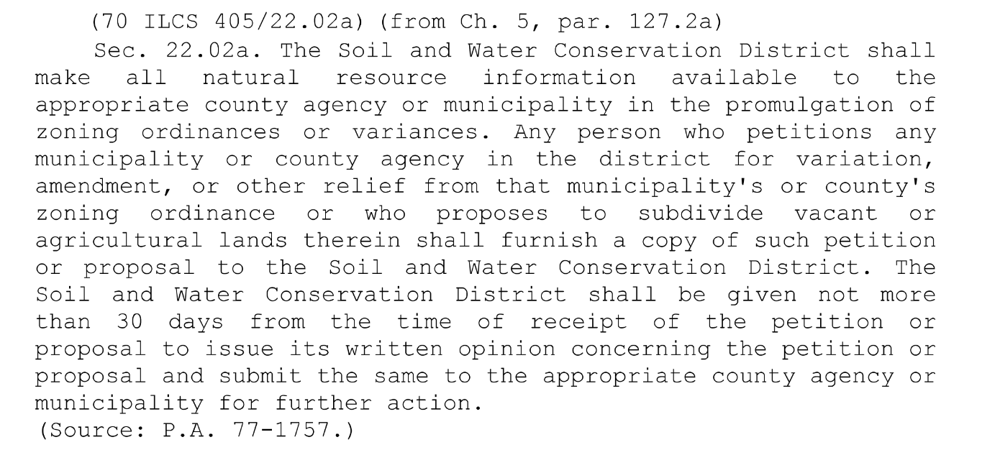 (70 ILCS 405/22.02a) (from Ch. 5, par. 127.2a)
Sec. 22.02a. The Soil and Water Conservation District shall
make all natural resource information available to the
appropriate county agency or municipality in the promulgation of
zoning ordinances or variances. Any person who petitions any
municipality or county agency in the district for variation,
amendment, or other relief from that municipality's or county's
zoning ordinance or who proposes to subdivide vacant or
agricultural lands therein shall furnish a copy of such petition
or proposal to the Soil and Water Conservation District. The
Soil and Water Conservation District shall be given not more
than 30 days from the time of receipt of the petition or
proposal to issue its written opinion concerning the petition or
proposal and submit the same to the appropriate county agency or
municipality for further action.
(Source: P.A. 77-1757.)